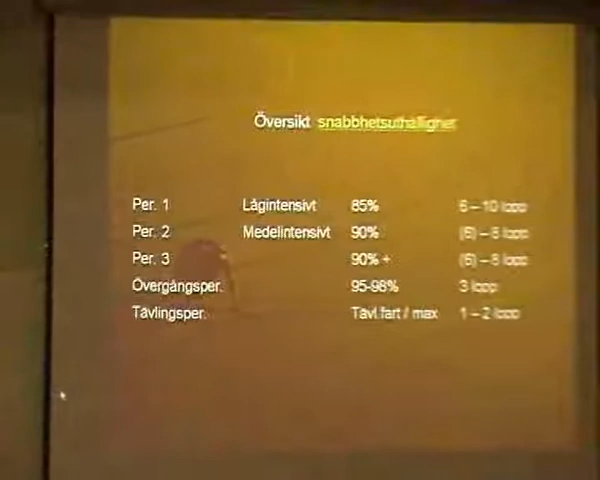 Översikt snabbhetsuthållighet
Per. 1 Lågintensivt 85% 6 – 10 lopp
Per. 2 Medelintensivt 90% (6) – 8 lopp
Per. 3 90% + (6) – 8 lopp
Övergångsper. 95-98% 3 lopp
Tävlingsper. Tävl.fart / max 1 – 2 lopp